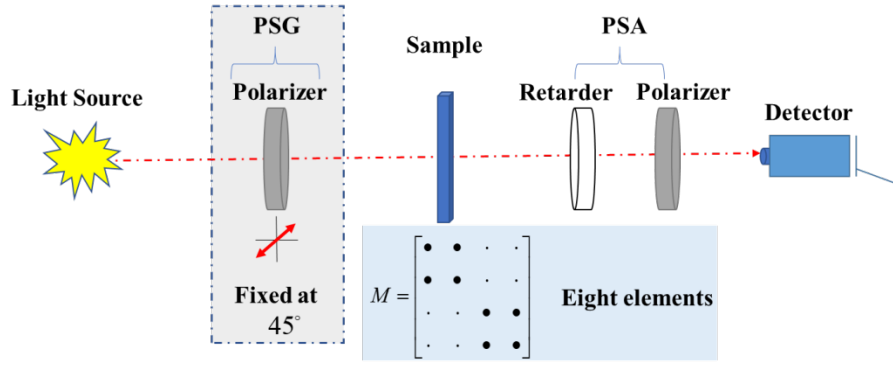 PSG
Polarizer
Light Source
Fixed at
45°
Sample
PSA
Retarder
Polarizer
Detector
M =
Eight elements